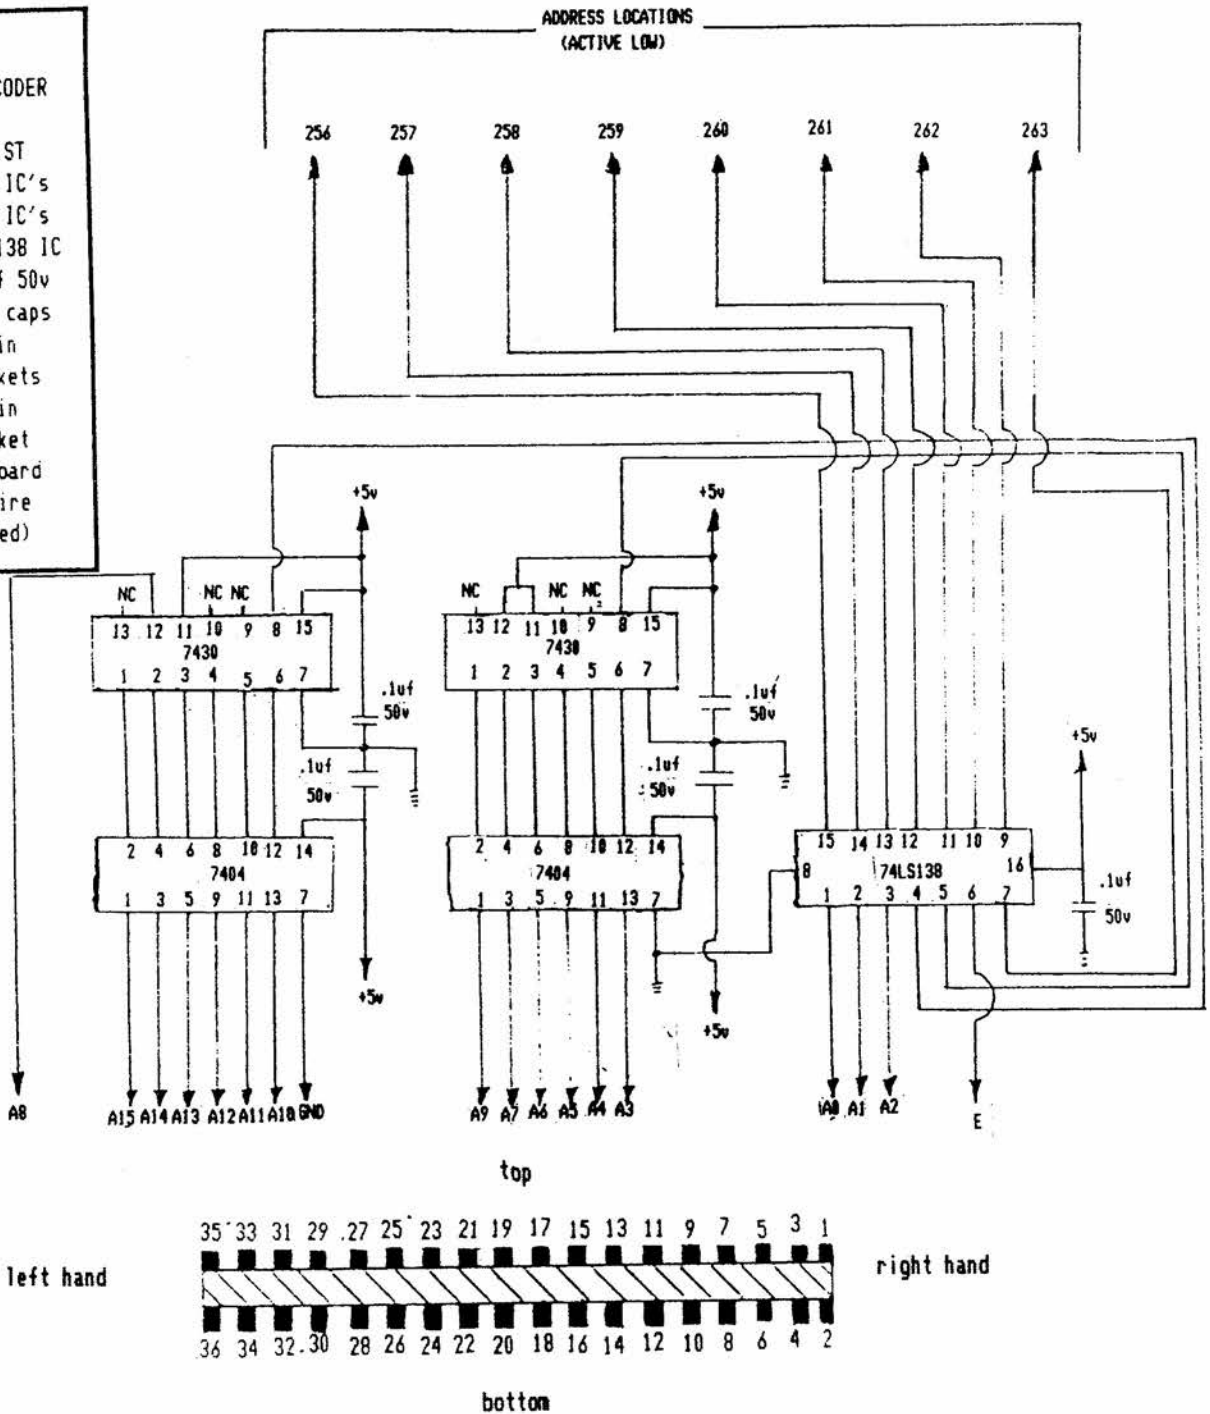 ADDRESS LOCATIONS
(ACTIVE LOW)
CODER
ST
IC's
IC's
138 IC
f 50v
caps
in
kets
in
ket
oard
ire
ed)
256 257 258 259 260 261 262 263
+5v +5v
NC NC NC NC NC NC
13 12 11 10 9 8 15
7430
1 2 3 4 5 6 7
13 12 11 10 9 8 15
7430
1 2 3 4 5 6 7
.1uf
50v
.1uf
50v
.1uf
50v
.1uf
50v
+5v
2 4 6 8 10 12 14
7404
1 3 5 9 11 13 7
2 4 6 8 10 12 14
7404
1 3 5 9 11 13 7
15 14 13 12 11 10 9
8 74LS138 16
1 2 3 4 5 6 7
.1uf
50v
+5v
+5v
A8 A15 A14 A13 A12 A11 A10 GND A9 A7 A6 A5 A4 A3 A0 A1 A2 E
top
35 33 31 29 27 25 23 21 19 17 15 13 11 9 7 5 3 1
left hand right hand
36 34 32 30 28 26 24 22 20 18 16 14 12 10 8 6 4 2
bottom